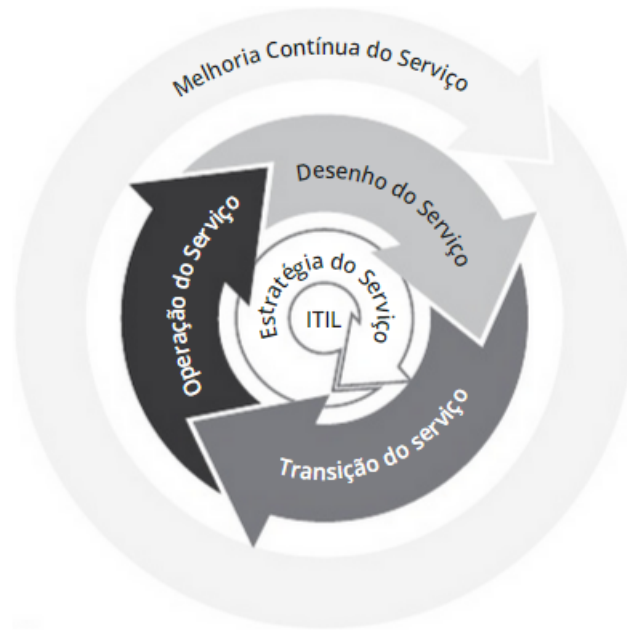 Melhoria Contínua do Serviço
Desenho do Serviço
Operação do Serviço
Estratégia do Serviço
ITIL
Transição do serviço